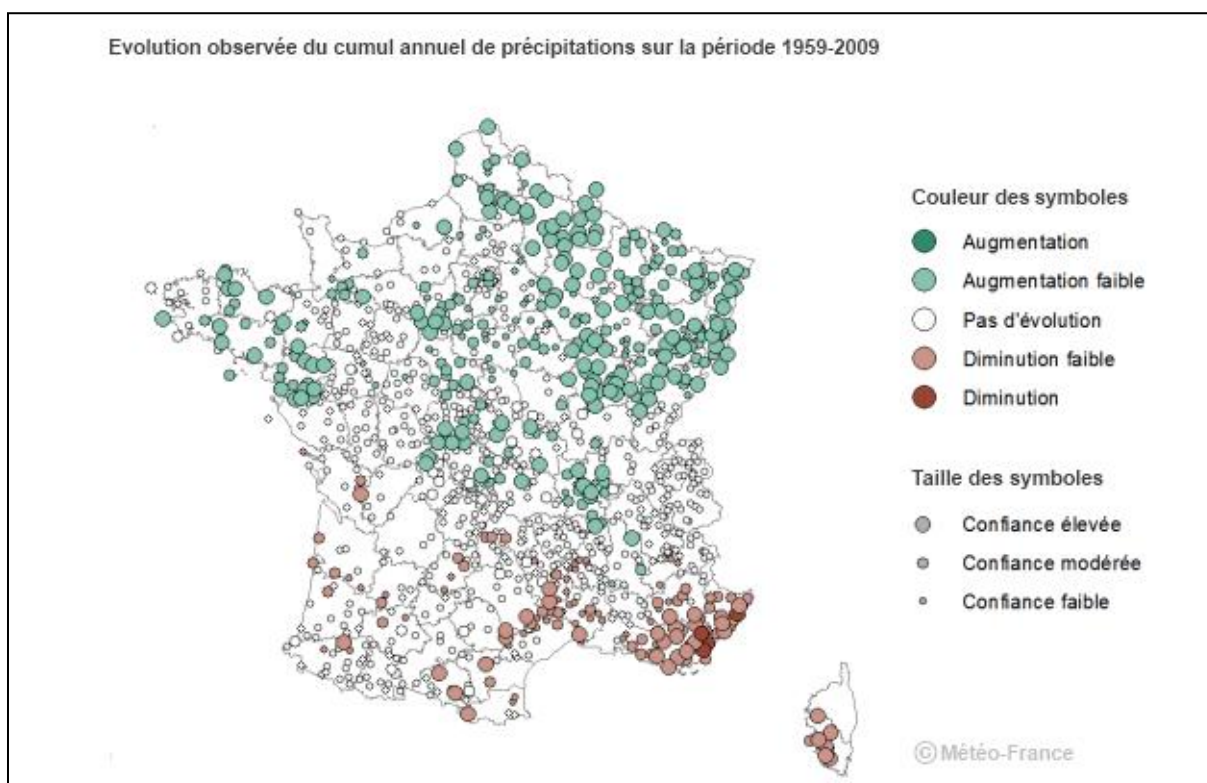 Evolution observée du cumul annuel de précipitations sur la période 1959-2009
Couleur des symboles
Augmentation
Augmentation faible
Pas d'évolution
Diminution faible
Diminution
Taille des symboles
Confiance élevée
Confiance modérée
Confiance faible
© Météo-France